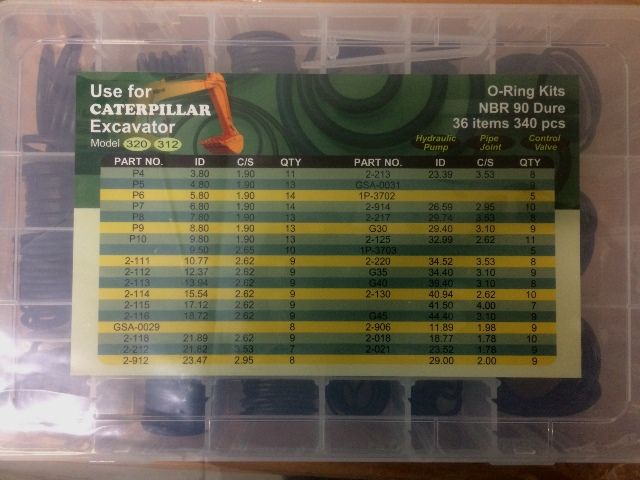 Use for
CATERPILLAR
Excavator
Model 320 312
O-Ring Kits
NBR 90 Dure
36 items 340 pcs
Hydraulic Pump Pipe Joint Control Valve
PART NO. ID C/S QTY PART NO. ID C/S QTY
P4 3.80 1.90 11 2-213 23.39 3.53 8
P5 4.80 1.90 13 GSA-0031 9
P6 5.80 1.90 14 1P-3702 5
P7 6.80 1.90 14 2-914 26.59 2.95 10
P8 7.80 1.90 13 2-217 29.74 3.53 8
P9 8.80 1.90 13 G30 29.40 3.10 9
P10 9.80 1.90 13 2-125 32.99 2.62 11
9.50 2.65 10 1P-3703 5
2-111 10.77 2.62 9 2-220 34.52 3.53 8
2-112 12.37 2.62 9 G35 34.40 3.10 9
2-113 13.94 2.62 9 G40 39.40 3.10 8
2-114 15.54 2.62 9 2-130 40.94 2.62 10
2-115 17.12 2.62 9 41.50 4.00 7
2-116 18.72 2.62 9 G45 44.40 3.10 9
GSA-0029 8 2-906 11.89 1.98 9
2-118 21.89 2.62 9 2-018 18.77 1.78 10
2-212 21.82 3.53 7 2-021 23.52 1.78 9
2-912 23.47 2.95 8 29.00 2.00 9